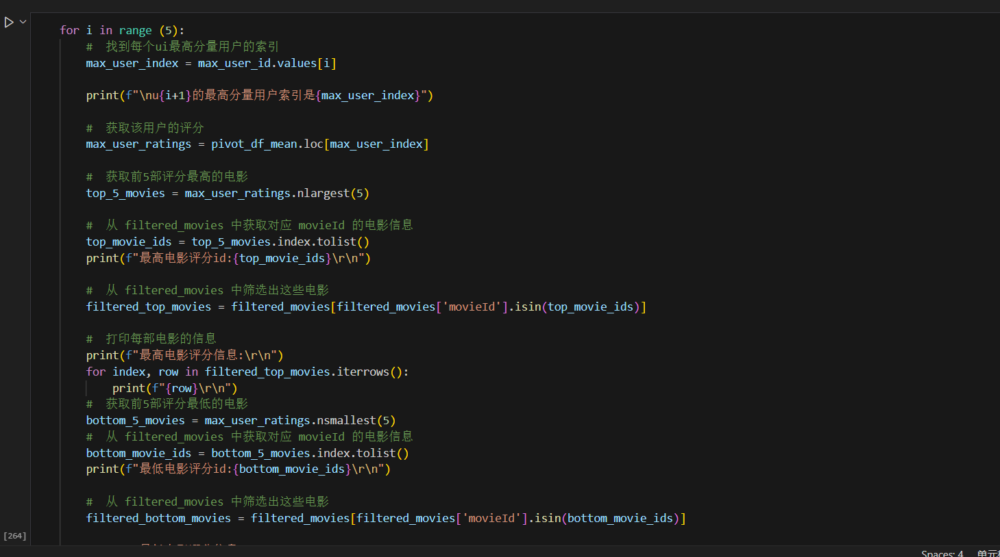 for i in range (5):
# 找到每个ui最高分量用户的索引
max_user_index = max_user_id.values[i]
print(f"\nu{i+1}的最高分量用户索引是{max_user_index}")
# 获取该用户的评分
max_user_ratings = pivot_df_mean.loc[max_user_index]
# 获取前5部评分最高的电影
top_5_movies = max_user_ratings.nlargest(5)
# 从 filtered_movies 中获取对应 movieId 的电影信息
top_movie_ids = top_5_movies.index.tolist()
print(f"最高电影评分id:{top_movie_ids}\r\n")
# 从 filtered_movies 中筛选出这些电影
filtered_top_movies = filtered_movies[filtered_movies['movieId'].isin(top_movie_ids)]
# 打印每部电影的信息
print(f"最高电影评分信息:\r\n")
for index, row in filtered_top_movies.iterrows():
print(f"{row}\r\n")
# 获取前5部评分最低的电影
bottom_5_movies = max_user_ratings.nsmallest(5)
# 从 filtered_movies 中获取对应 movieId 的电影信息
bottom_movie_ids = bottom_5_movies.index.tolist()
print(f"最低电影评分id:{bottom_movie_ids}\r\n")
# 从 filtered_movies 中筛选出这些电影
filtered_bottom_movies = filtered_movies[filtered_movies['movieId'].isin(bottom_movie_ids)]
[264]
Spaces: 4 单元